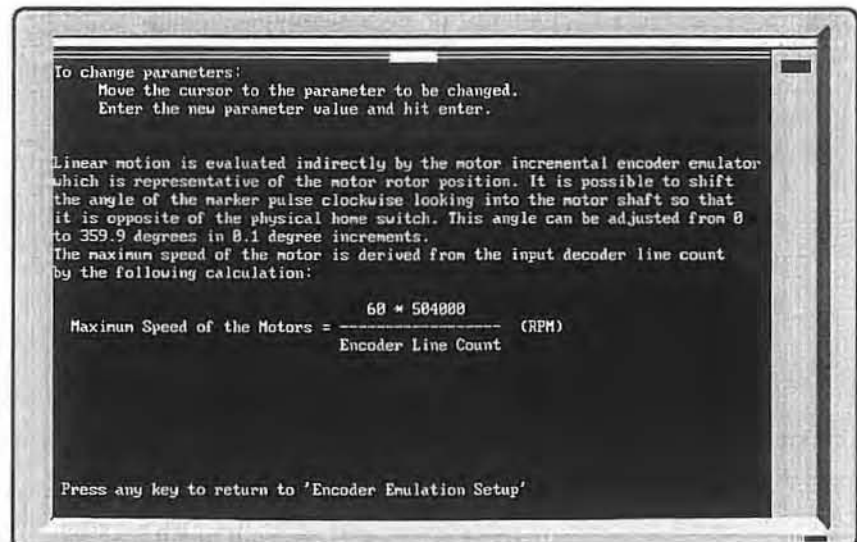 To change parameters:
Move the cursor to the parameter to be changed.
Enter the new parameter value and hit enter.
Linear motion is evaluated indirectly by the motor incremental encoder emulator
which is representative of the motor rotor position. It is possible to shift
the angle of the marker pulse clockwise looking into the motor shaft so that
it is opposite of the physical home switch. This angle can be adjusted from 0
to 359.9 degrees in 0.1 degree increments.
The maximum speed of the motor is derived from the input decoder line count
by the following calculation:
60 * 504000
Maximum Speed of the Motors = ------------------ (RPM)
Encoder Line Count
Press any key to return to 'Encoder Emulation Setup'